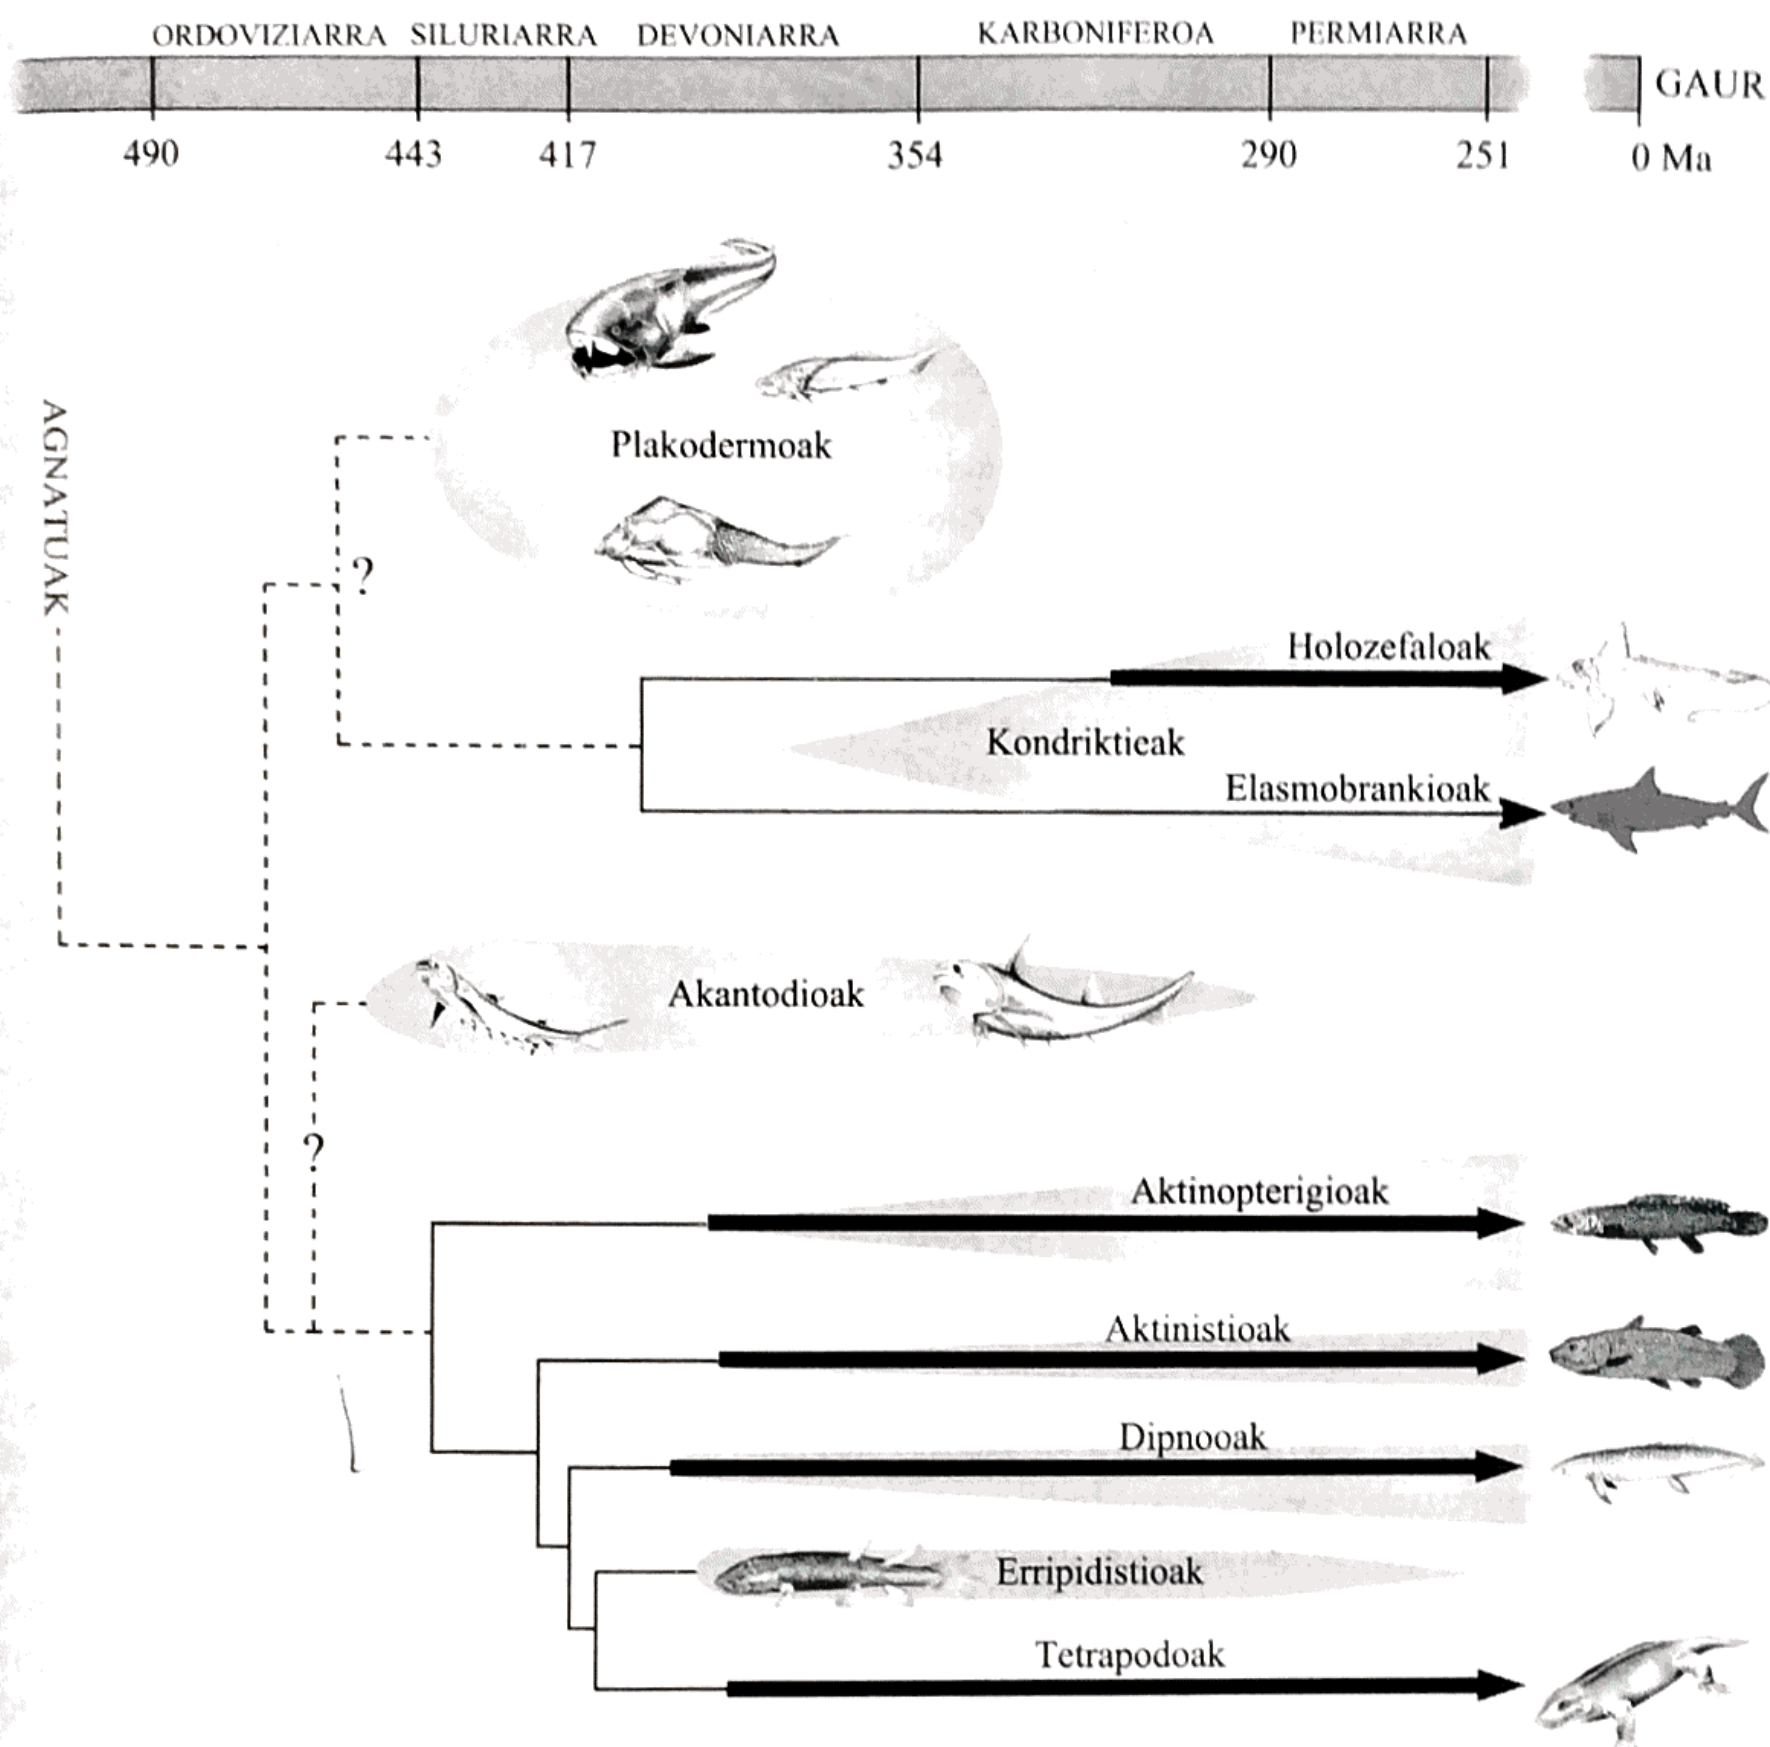 ORDOVIZIARRA SILURIARRA DEVONIARRA KARBONIFEROA PERMIARRA
GAUR
490 443 417 354 290 251 0 Ma
AGNATUAK
Plakodermoak
?
Holozefaloak
Kondriktieak
Elasmobrankioak
Akantodioak
?
Aktinopterigioak
Aktinistioak
Dipnooak
Erripidistioak
Tetrapodoak